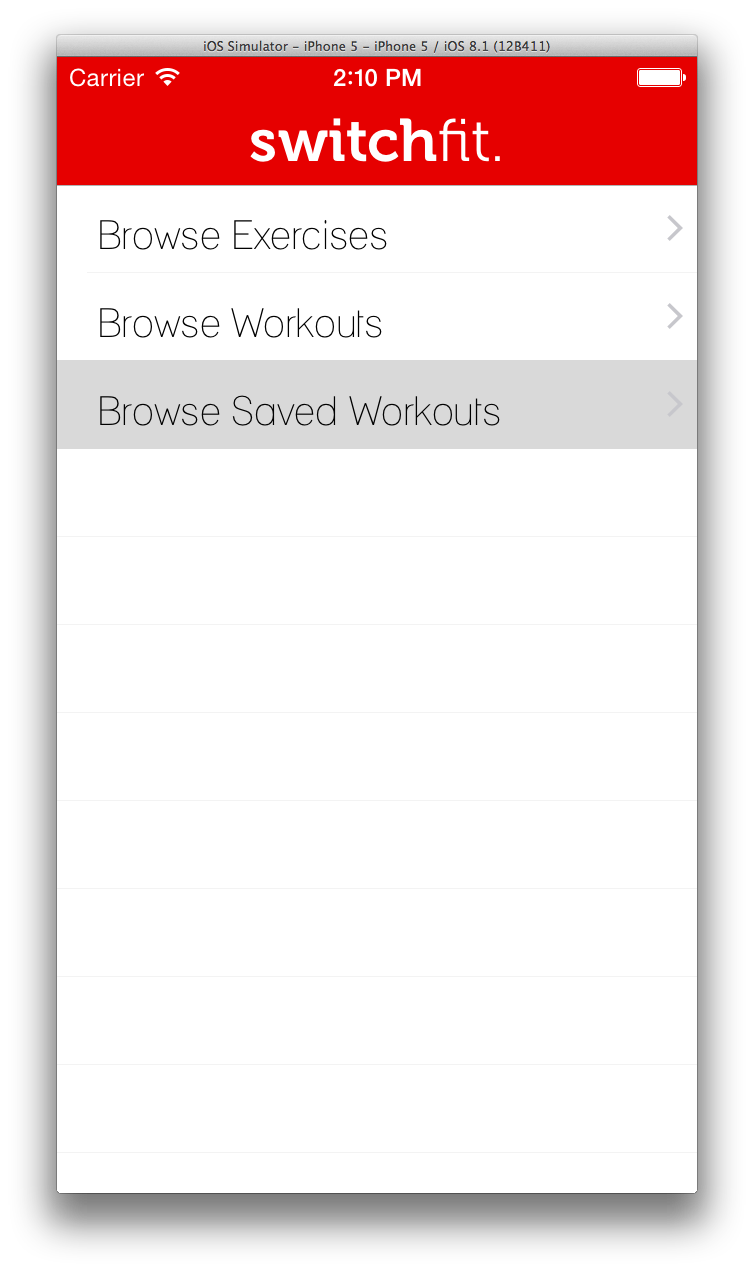 iOS Simulator – iPhone 5 – iPhone 5 / iOS 8.1 (12B411)
Carrier 2:10 PM
switchfit.
Browse Exercises
Browse Workouts
Browse Saved Workouts